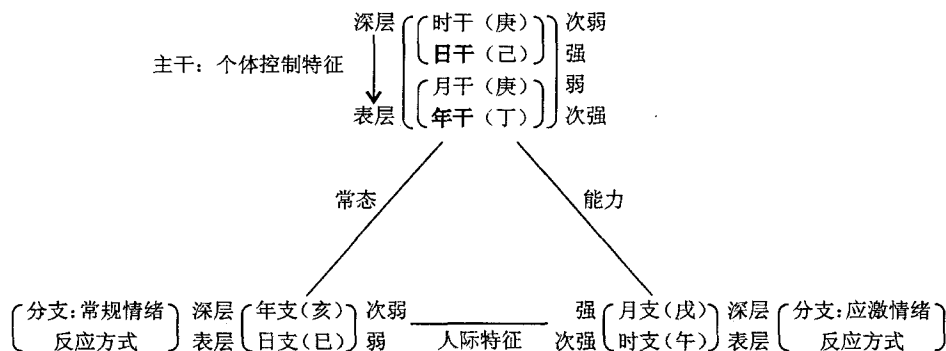 深层 时干（庚） 次弱
日干（己） 强
主干：个体控制特征
月干（庚） 弱
表层 年干（丁） 次强
常态 能力
分支：常规情绪 深层 年支（亥） 次弱 强 月支（戌） 深层 分支：应激情绪
反应方式 表层 日支（巳） 弱 人际特征 次强 时支（午） 表层 反应方式